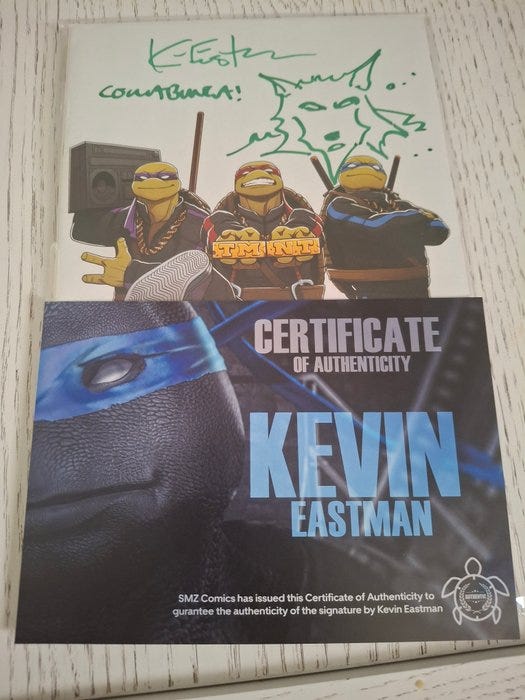 K. Eastman
COWABUNGA!
TMNT
CERTIFICATE
OF AUTHENTICITY
KEVIN
EASTMAN
SMZ Comics has issued this Certificate of Authenticity to
gurantee the authenticity of the signature by Kevin Eastman
AUTHENTIC